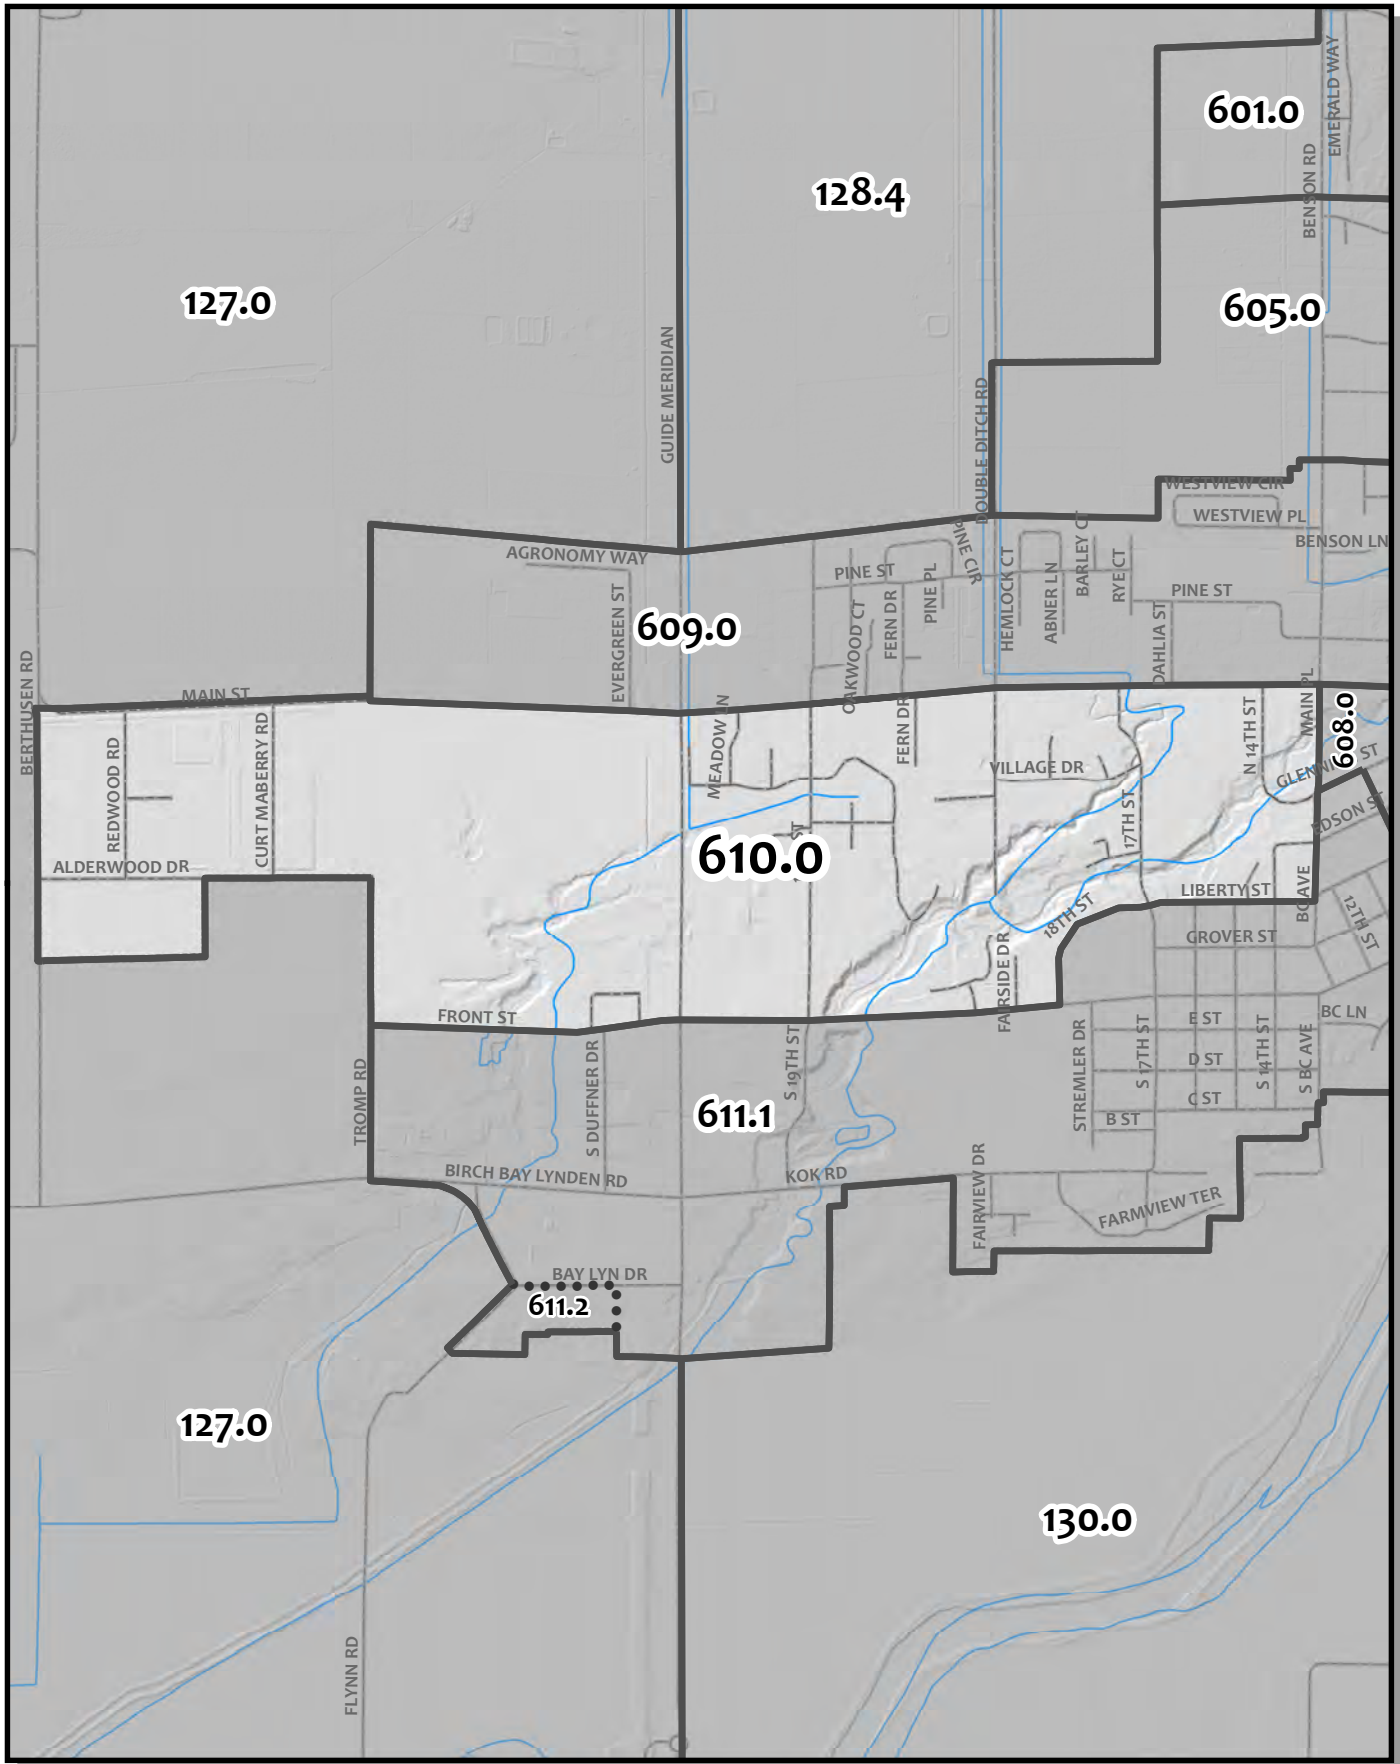 601.0
EMERALD WAY
BENSON RD
128.4
127.0
605.0
GUIDE MERIDIAN
DOUBLE DITCH RD
WESTVIEW CIR
WESTVIEW PL
BENSON LN
AGRONOMY WAY
PINE ST
PINE CIR
PINE PL
HEMLOCK CT
ABNER LN
BARLEY CT
RYE CT
PINE ST
EVERGREEN ST
609.0
OAKWOOD CT
FERN DR
DAHLIA ST
BERTHUSEN RD
MAIN ST
MEADOW LN
FERN DR
N 14TH ST
MAIN PL
608.0
REDWOOD RD
CURT MABERRY RD
VILLAGE DR
GLENNING ST
EDSON ST
17TH ST
ST
610.0
ALDERWOOD DR
LIBERTY ST
BC AVE
12TH ST
18TH ST
GROVER ST
FAIRSIDE DR
FRONT ST
E ST
BC LN
TROMP RD
S DUFFNER DR
S 19TH ST
STREMLER DR
S 17TH ST
D ST
S 14TH ST
S BC AVE
611.1
C ST
B ST
BIRCH BAY LYNDEN RD
KOK RD
FAIRVIEW DR
FARMVIEW TER
BAY LYN DR
611.2
127.0
130.0
FLYNN RD